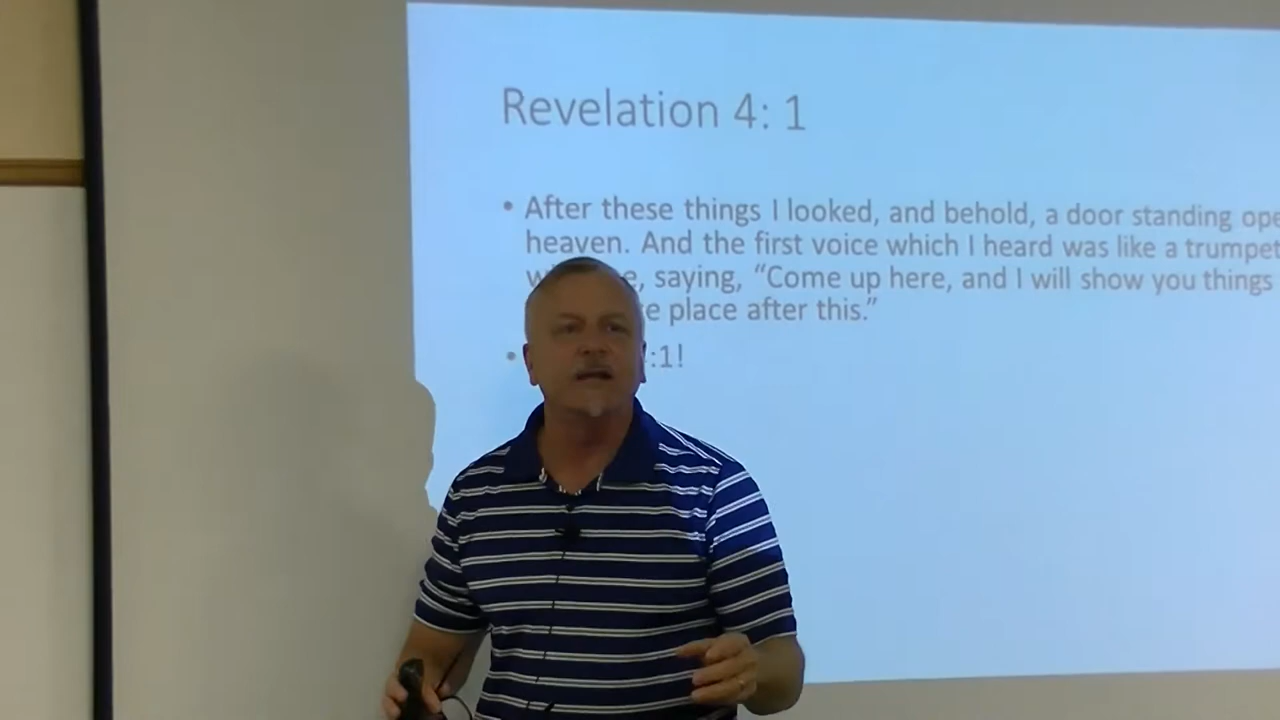 Revelation 4: 1
• After these things I looked, and behold, a door standing ope
heaven. And the first voice which I heard was like a trumpet
e, saying, “Come up here, and I will show you things
e place after this.”
• :1!